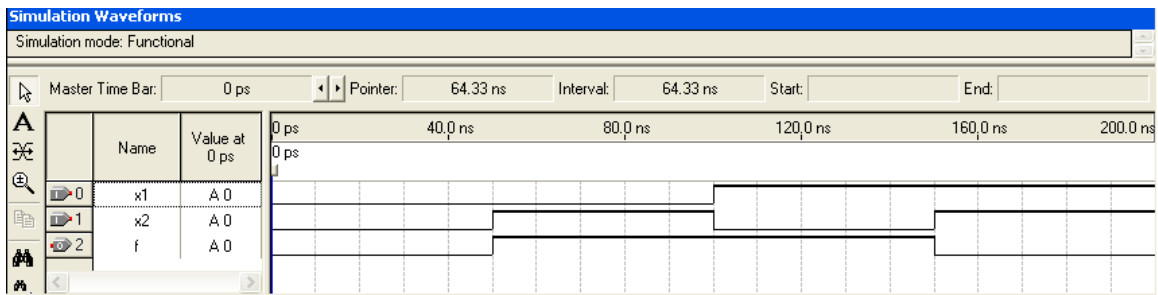 Simulation Waveforms
Simulation mode: Functional
Master Time Bar: 0 ps Pointer: 64.33 ns Interval: 64.33 ns Start: End:
Name Value at 0 ps
0 ps 40.0 ns 80.0 ns 120.0 ns 160.0 ns 200.0 ns
0 ps
0 x1 A 0
1 x2 A 0
2 f A 0